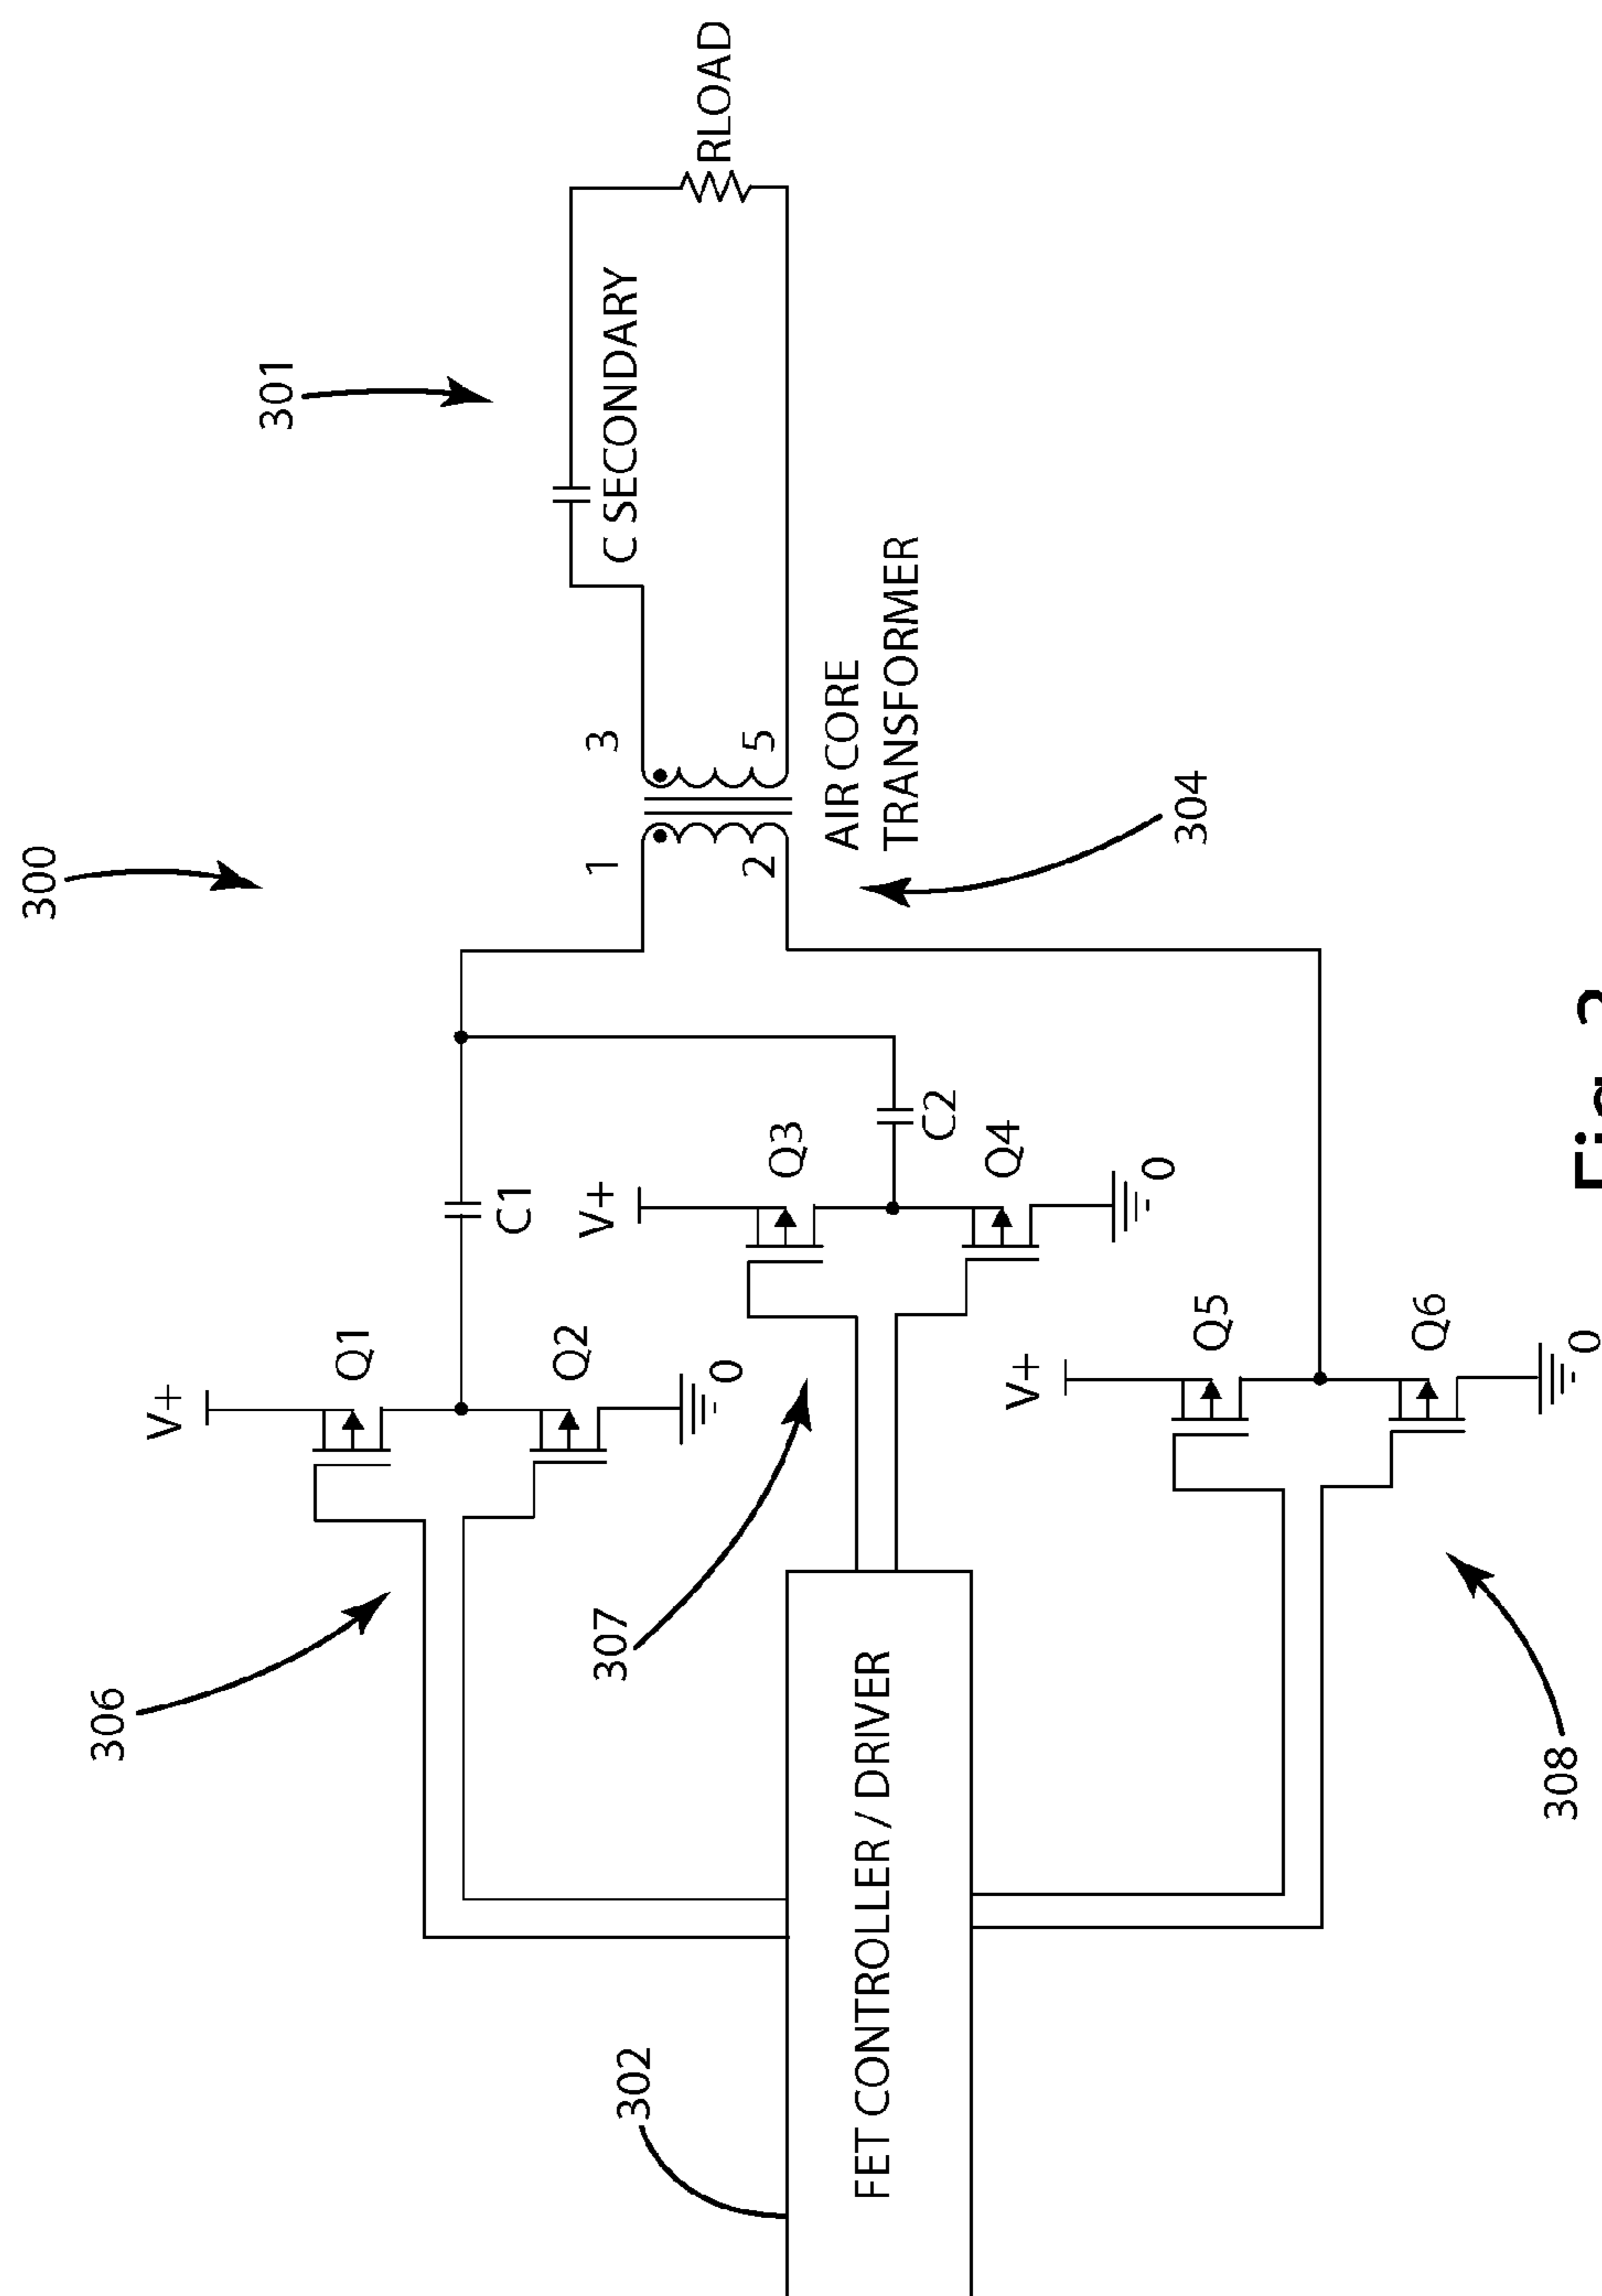 300
301
RLOAD
C SECONDARY
3
5
1
2
AIR CORE
TRANSFORMER
304
306
V+
Q1
Q2
0
C1
V+
Q3
C2
Q4
0
307
V+
Q5
Q6
0
308
302
FET CONTROLLER / DRIVER